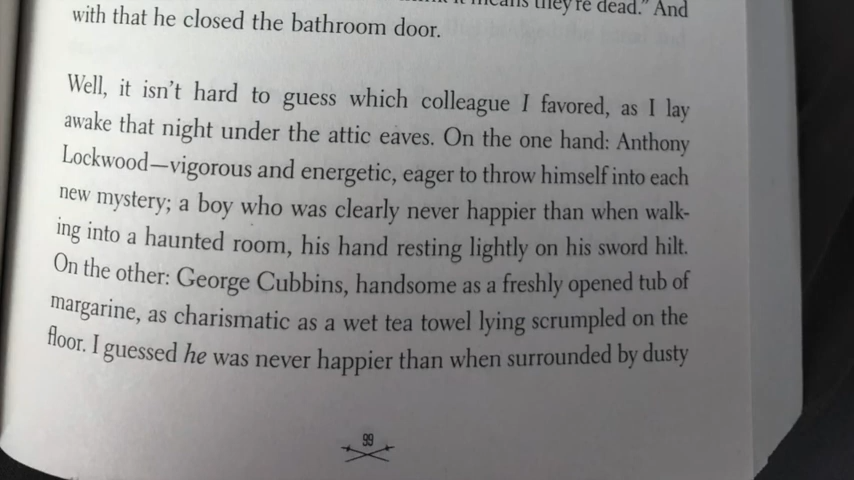 it means they're dead." And
with that he closed the bathroom door.
Well, it isn't hard to guess which colleague I favored, as I lay
awake that night under the attic eaves. On the one hand: Anthony
Lockwood—vigorous and energetic, eager to throw himself into each
new mystery; a boy who was clearly never happier than when walk-
ing into a haunted room, his hand resting lightly on his sword hilt.
On the other: George Cubbins, handsome as a freshly opened tub of
margarine, as charismatic as a wet tea towel lying scrumpled on the
floor. I guessed he was never happier than when surrounded by dusty
99